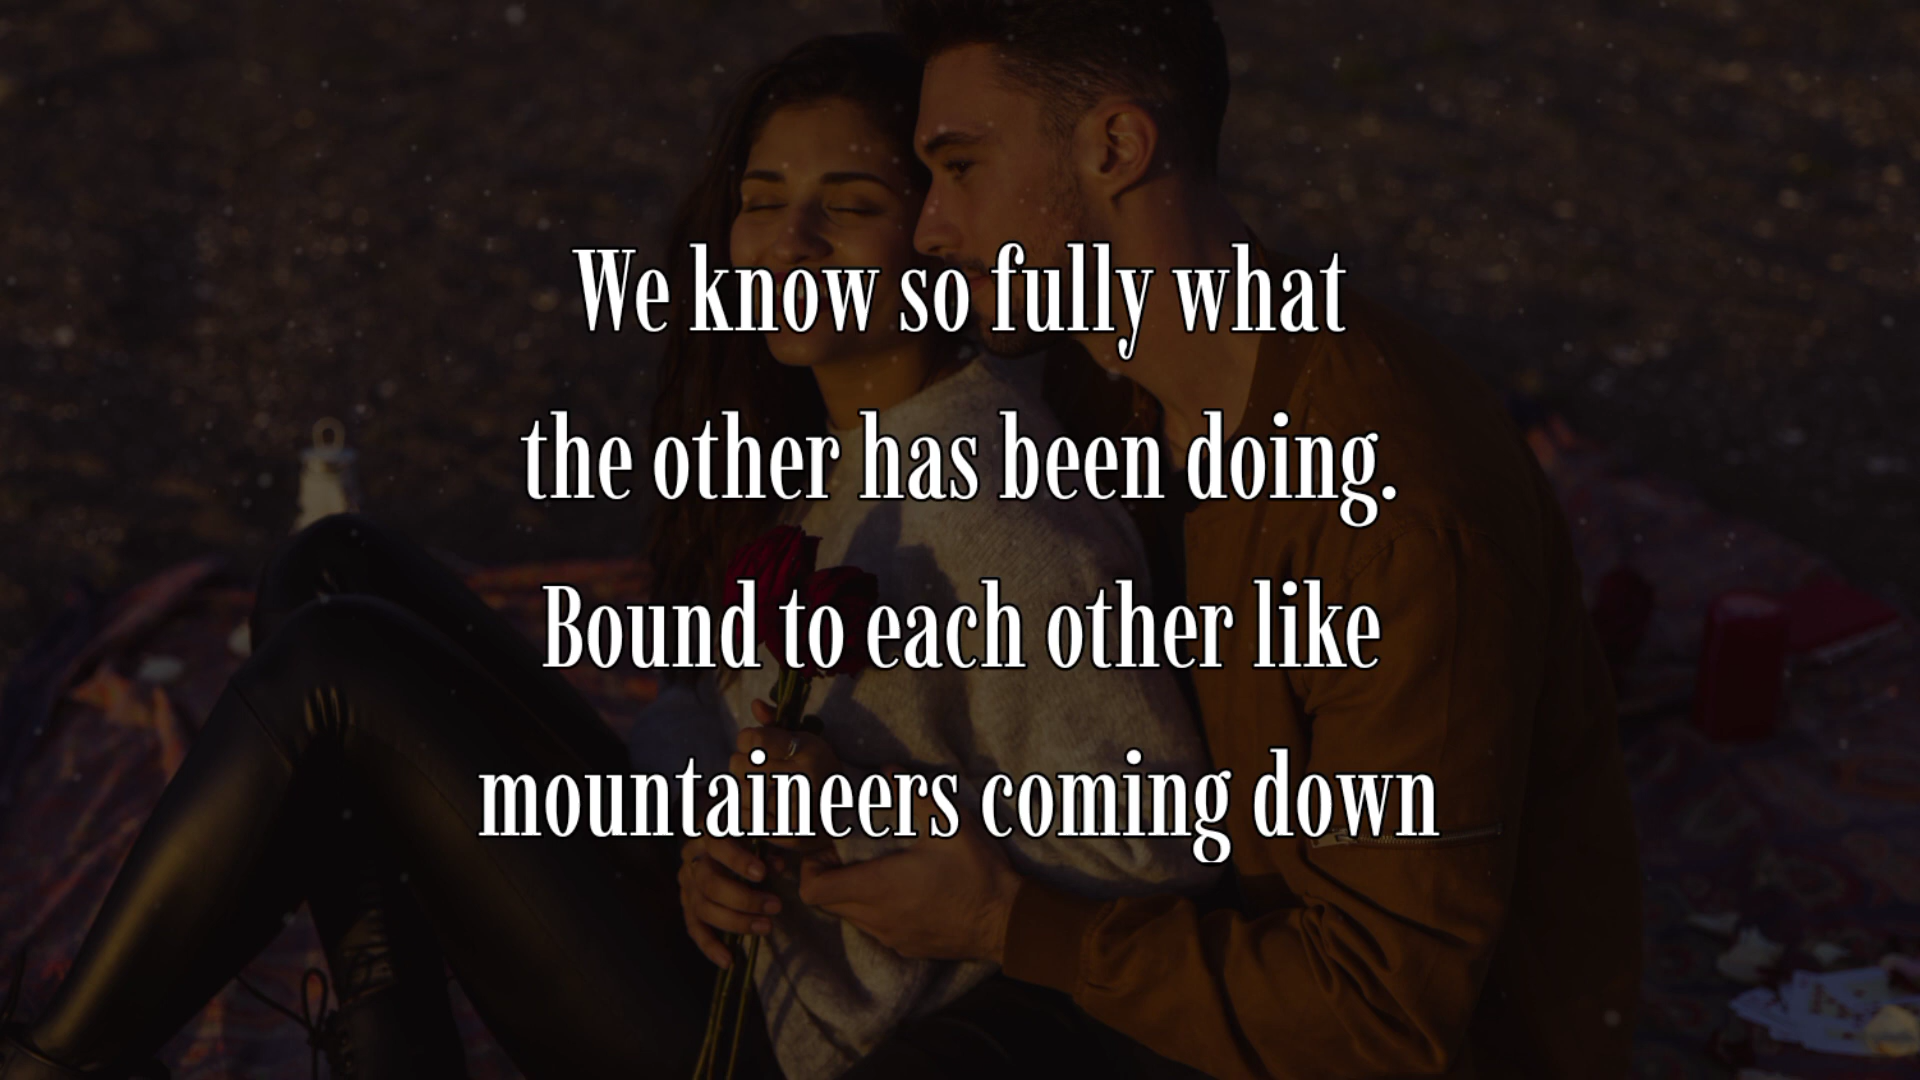 We know so fully what
the other has been doing.
Bound to each other like
mountaineers coming down